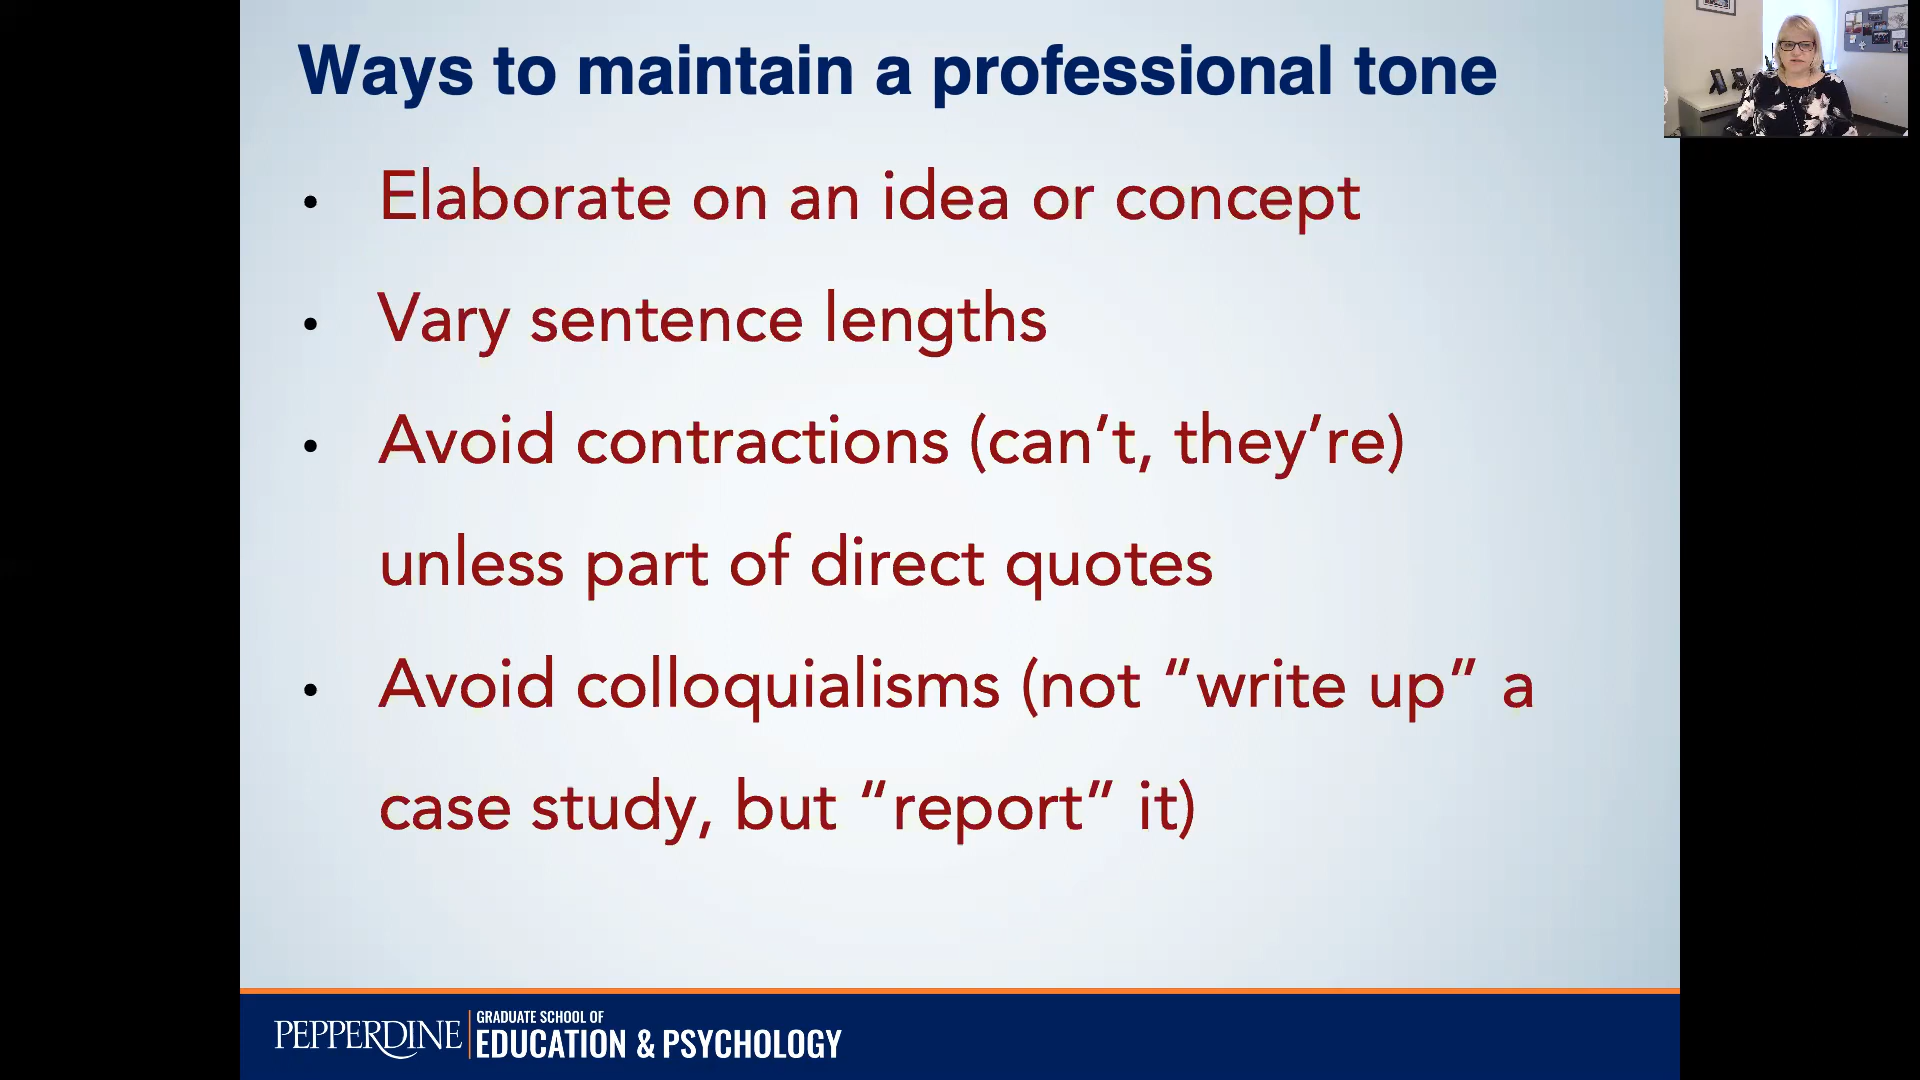 Ways to maintain a professional tone
• Elaborate on an idea or concept
• Vary sentence lengths
• Avoid contractions (can’t, they’re)
unless part of direct quotes
• Avoid colloquialisms (not “write up” a
case study, but “report” it)
PEPPERDINE
GRADUATE SCHOOL OF
EDUCATION & PSYCHOLOGY